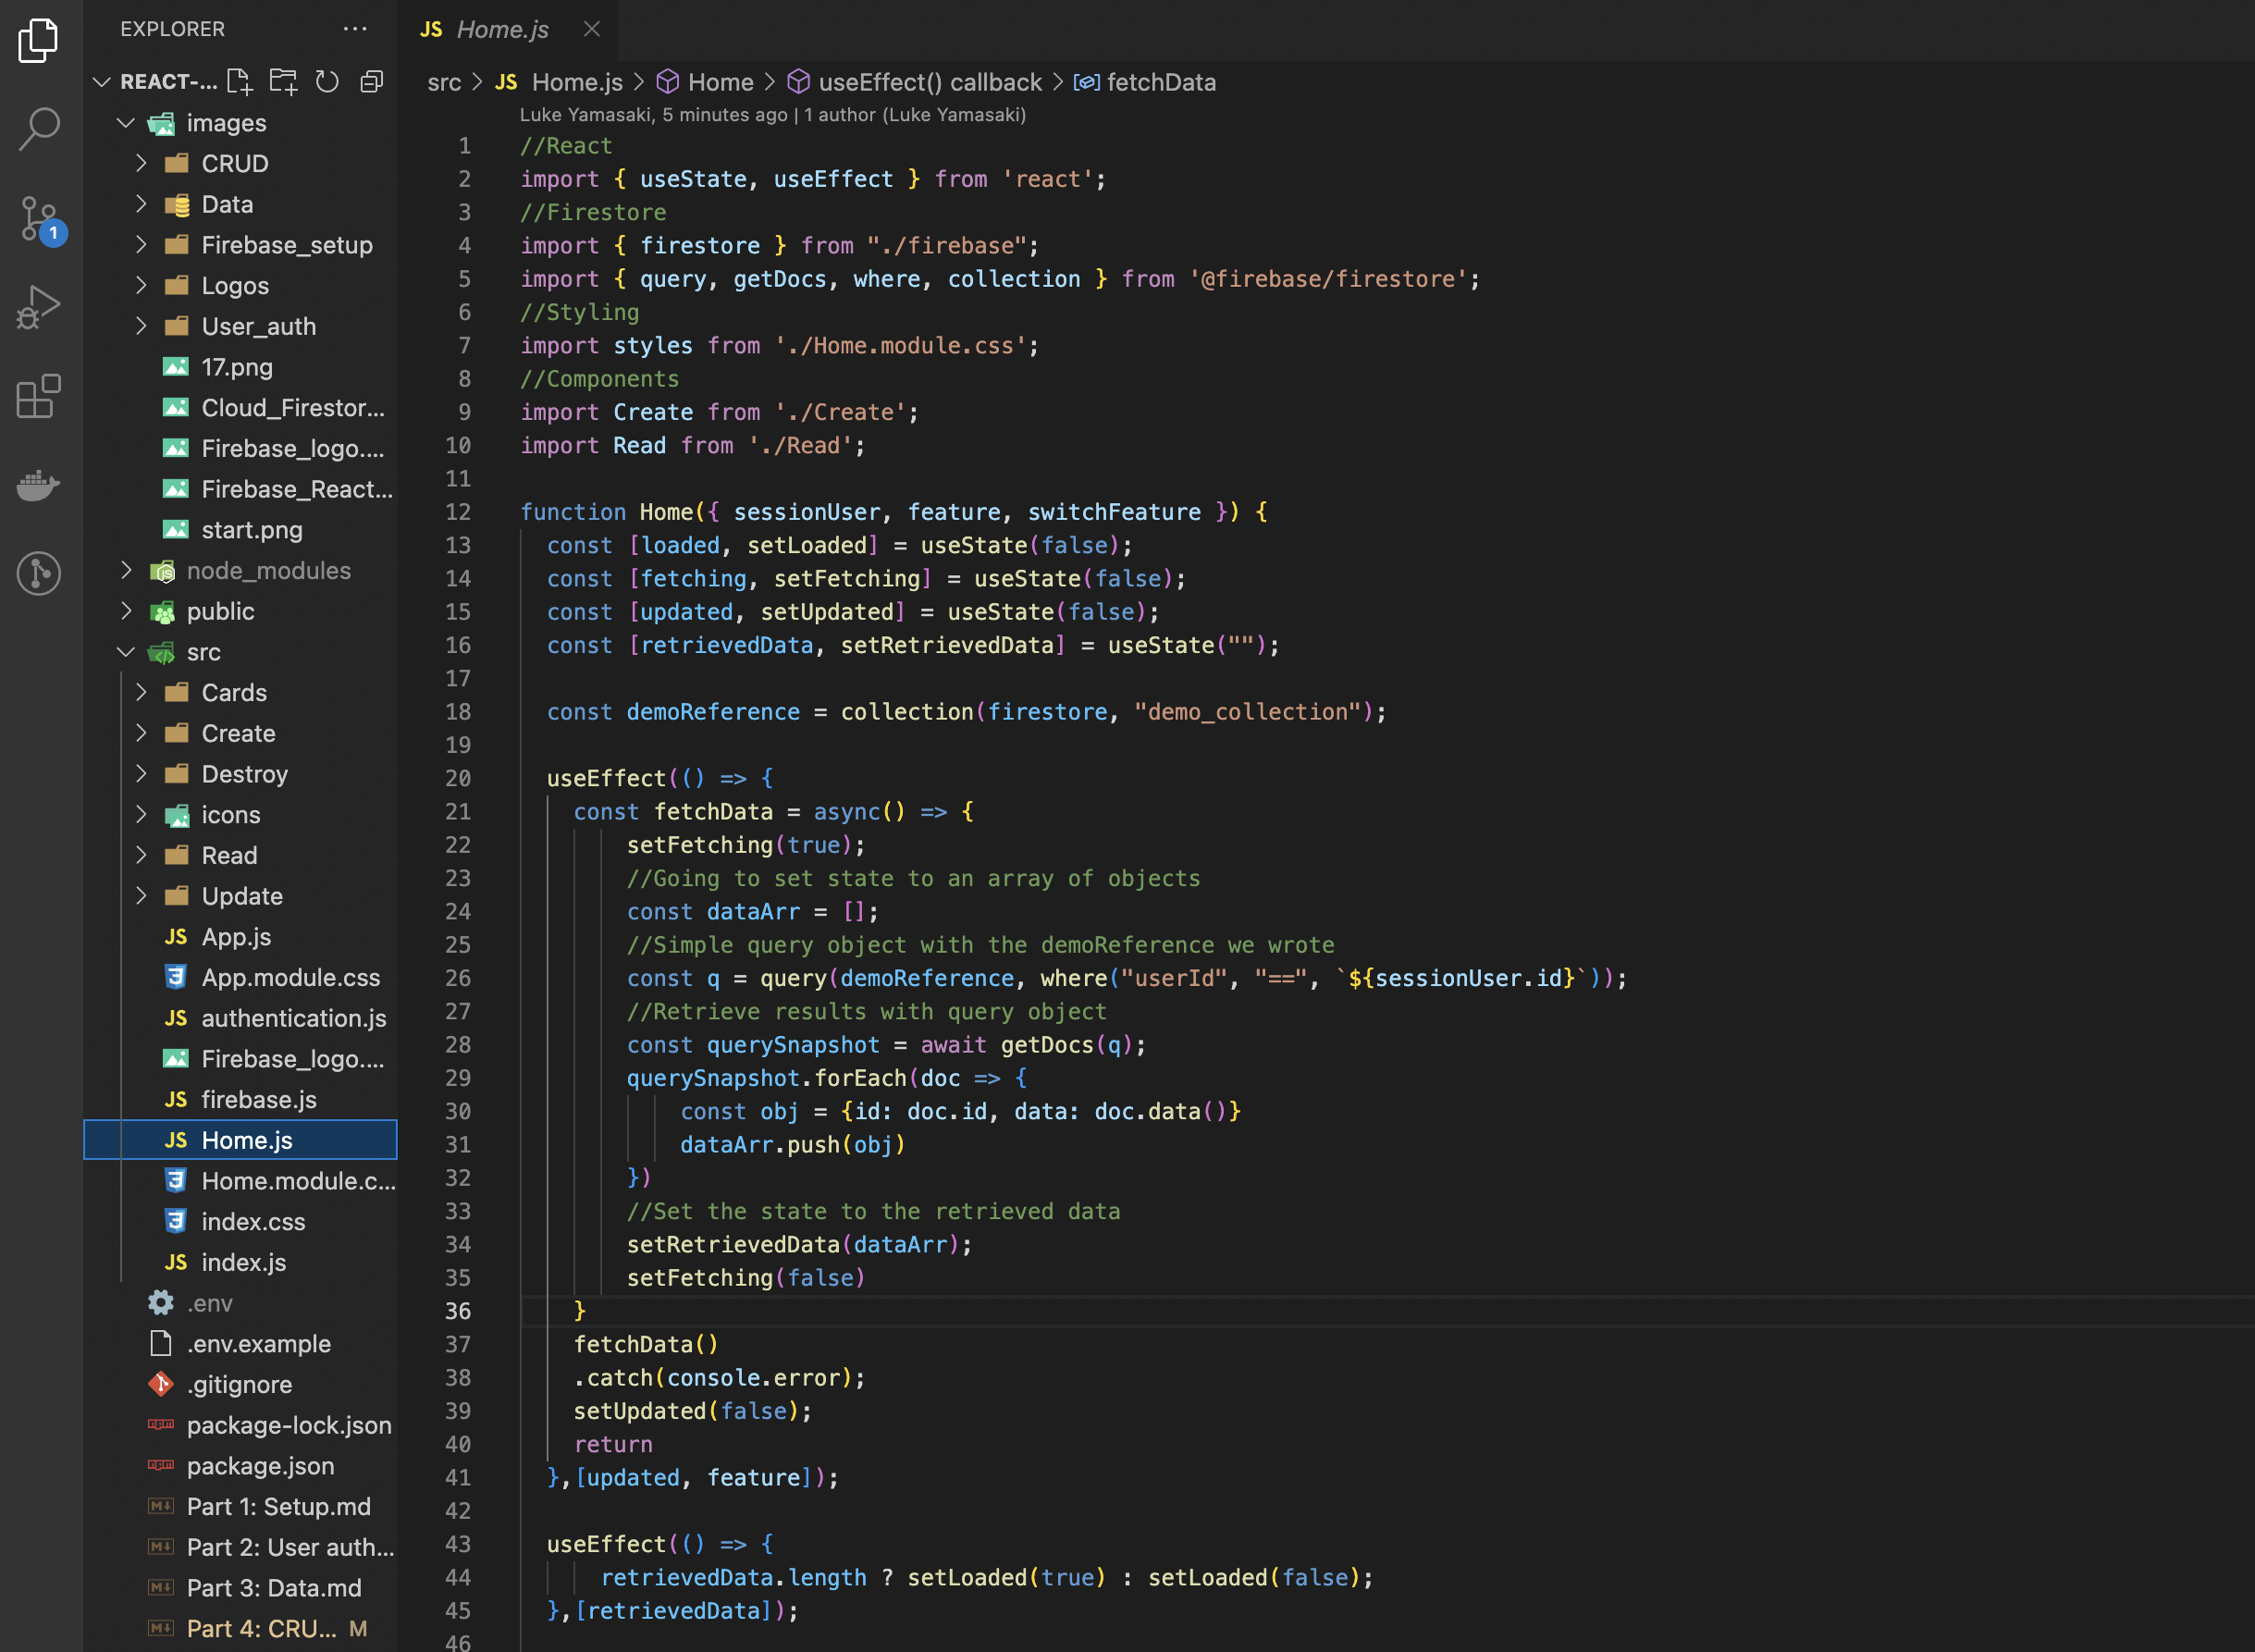 EXPLORER
REACT-...
images
CRUD
Data
Firebase_setup
Logos
User_auth
17.png
Cloud_Firestor...
Firebase_logo....
Firebase_React...
start.png
node_modules
public
src
Cards
Create
Destroy
icons
Read
Update
JS App.js
App.module.css
JS authentication.js
Firebase_logo....
JS firebase.js
JS Home.js
Home.module.c...
index.css
JS index.js
.env
.env.example
.gitignore
package-lock.json
package.json
Part 1: Setup.md
Part 2: User auth...
Part 3: Data.md
Part 4: CRU... M
1
JS Home.js
src > JS Home.js > Home > useEffect() callback > fetchData
Luke Yamasaki, 5 minutes ago | 1 author (Luke Yamasaki)
1 //React
2 import { useState, useEffect } from 'react';
3 //Firestore
4 import { firestore } from "./firebase";
5 import { query, getDocs, where, collection } from '@firebase/firestore';
6 //Styling
7 import styles from './Home.module.css';
8 //Components
9 import Create from './Create';
10 import Read from './Read';
11
12 function Home({ sessionUser, feature, switchFeature }) {
13 const [loaded, setLoaded] = useState(false);
14 const [fetching, setFetching] = useState(false);
15 const [updated, setUpdated] = useState(false);
16 const [retrievedData, setRetrievedData] = useState("");
17
18 const demoReference = collection(firestore, "demo_collection");
19
20 useEffect(() => {
21 const fetchData = async() => {
22 setFetching(true);
23 //Going to set state to an array of objects
24 const dataArr = [];
25 //Simple query object with the demoReference we wrote
26 const q = query(demoReference, where("userId", "==", `${sessionUser.id}`));
27 //Retrieve results with query object
28 const querySnapshot = await getDocs(q);
29 querySnapshot.forEach(doc => {
30 const obj = {id: doc.id, data: doc.data()}
31 dataArr.push(obj)
32 })
33 //Set the state to the retrieved data
34 setRetrievedData(dataArr);
35 setFetching(false)
36 }
37 fetchData()
38 .catch(console.error);
39 setUpdated(false);
40 return
41 },[updated, feature]);
42
43 useEffect(() => {
44 retrievedData.length ? setLoaded(true) : setLoaded(false);
45 },[retrievedData]);
46